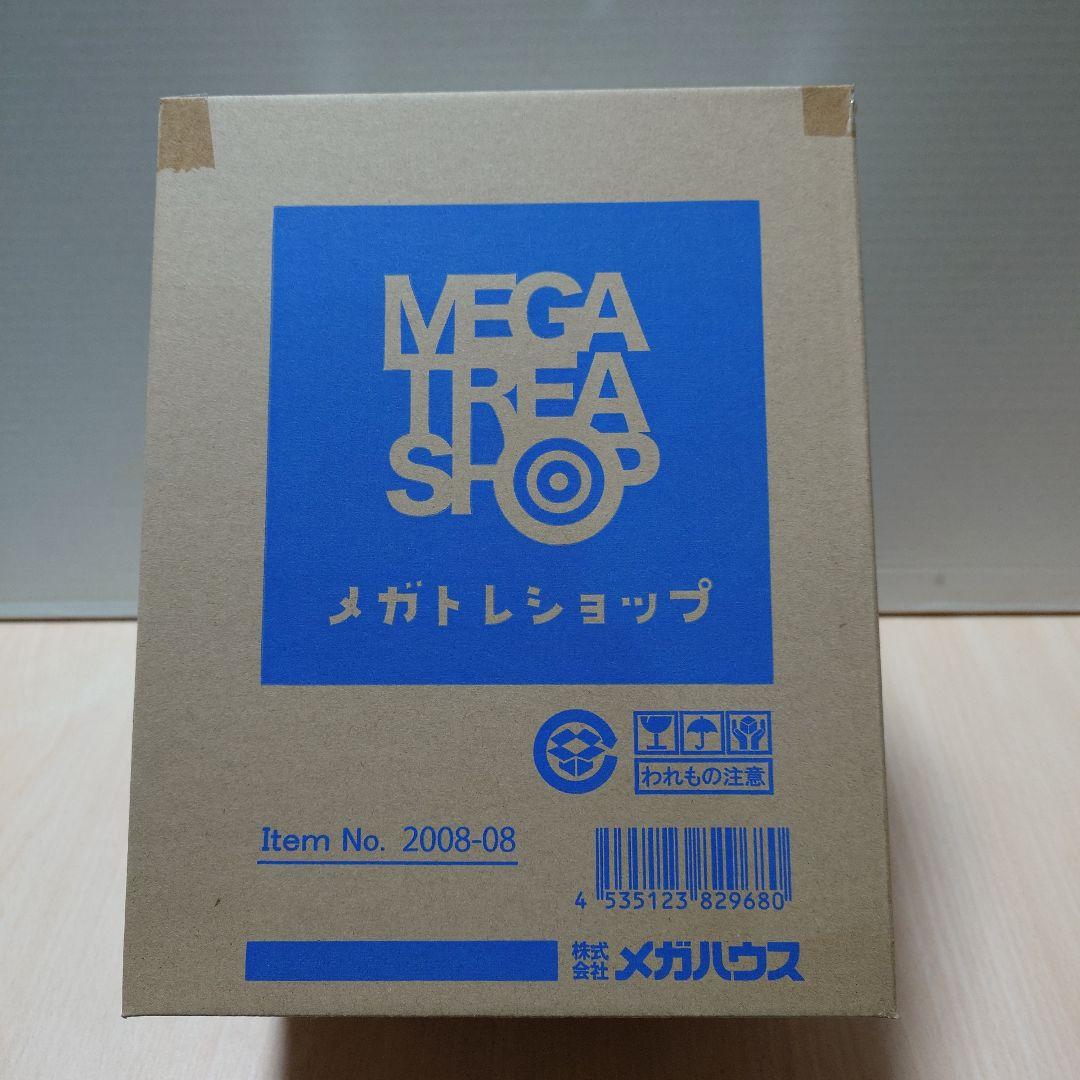 MEGA
TREA
SHOP
メガトレショップ
われもの注意
Item No. 2008-08
4 535123 829680
株式会社 メガハウス